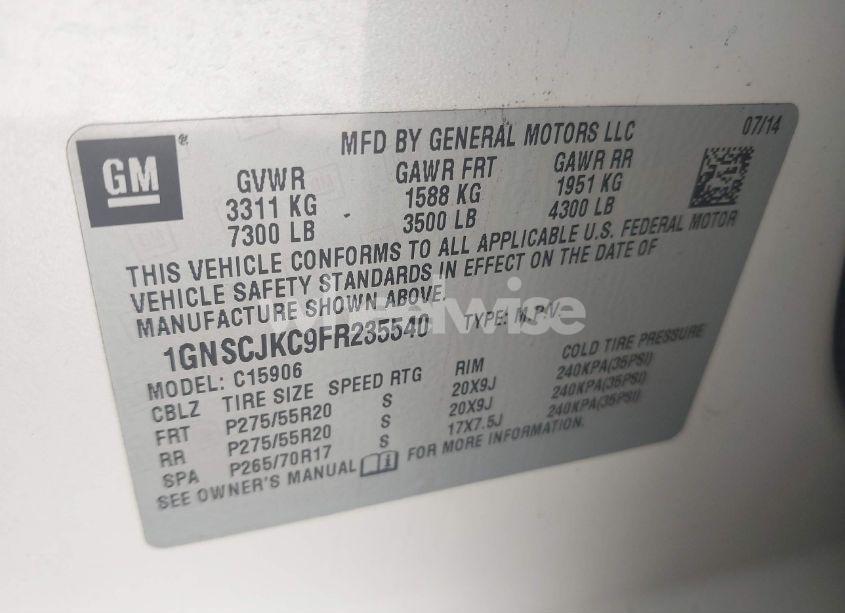 GM
MFD BY GENERAL MOTORS LLC 07/14
GVWR GAWR FRT GAWR RR
3311 KG 1588 KG 1951 KG
7300 LB 3500 LB 4300 LB
THIS VEHICLE CONFORMS TO ALL APPLICABLE U.S. FEDERAL MOTOR
VEHICLE SAFETY STANDARDS IN EFFECT ON THE DATE OF
MANUFACTURE SHOWN ABOVE.
1GNSCJKC9FR235540 TYPE: M.P.V.
MODEL: C15906
CBLZ TIRE SIZE SPEED RTG RIM COLD TIRE PRESSURE
FRT P275/55R20 S 20X9J 240KPA(35PSI)
RR P275/55R20 S 20X9J 240KPA(35PSI)
SPA P265/70R17 S 17X7.5J 240KPA(35PSI)
SEE OWNER'S MANUAL FOR MORE INFORMATION.